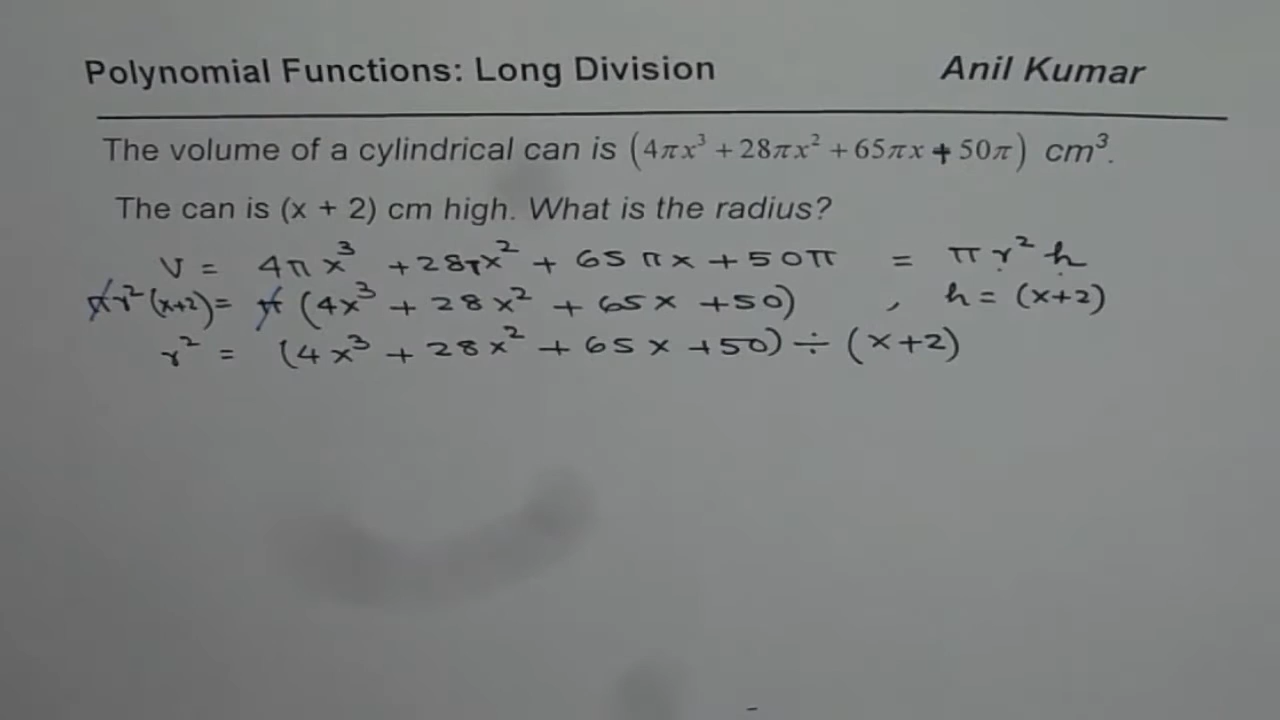 Polynomial Functions: Long Division Anil Kumar
The volume of a cylindrical can is (4πx³ + 28πx² + 65πx + 50π) cm³.
The can is (x + 2) cm high. What is the radius?
V = 4πx³ + 28πx² + 65πx + 50π = πr²h
πr²(x+2) = π(4x³ + 28x² + 65x + 50) , h = (x+2)
r² = (4x³ + 28x² + 65x + 50) ÷ (x+2)